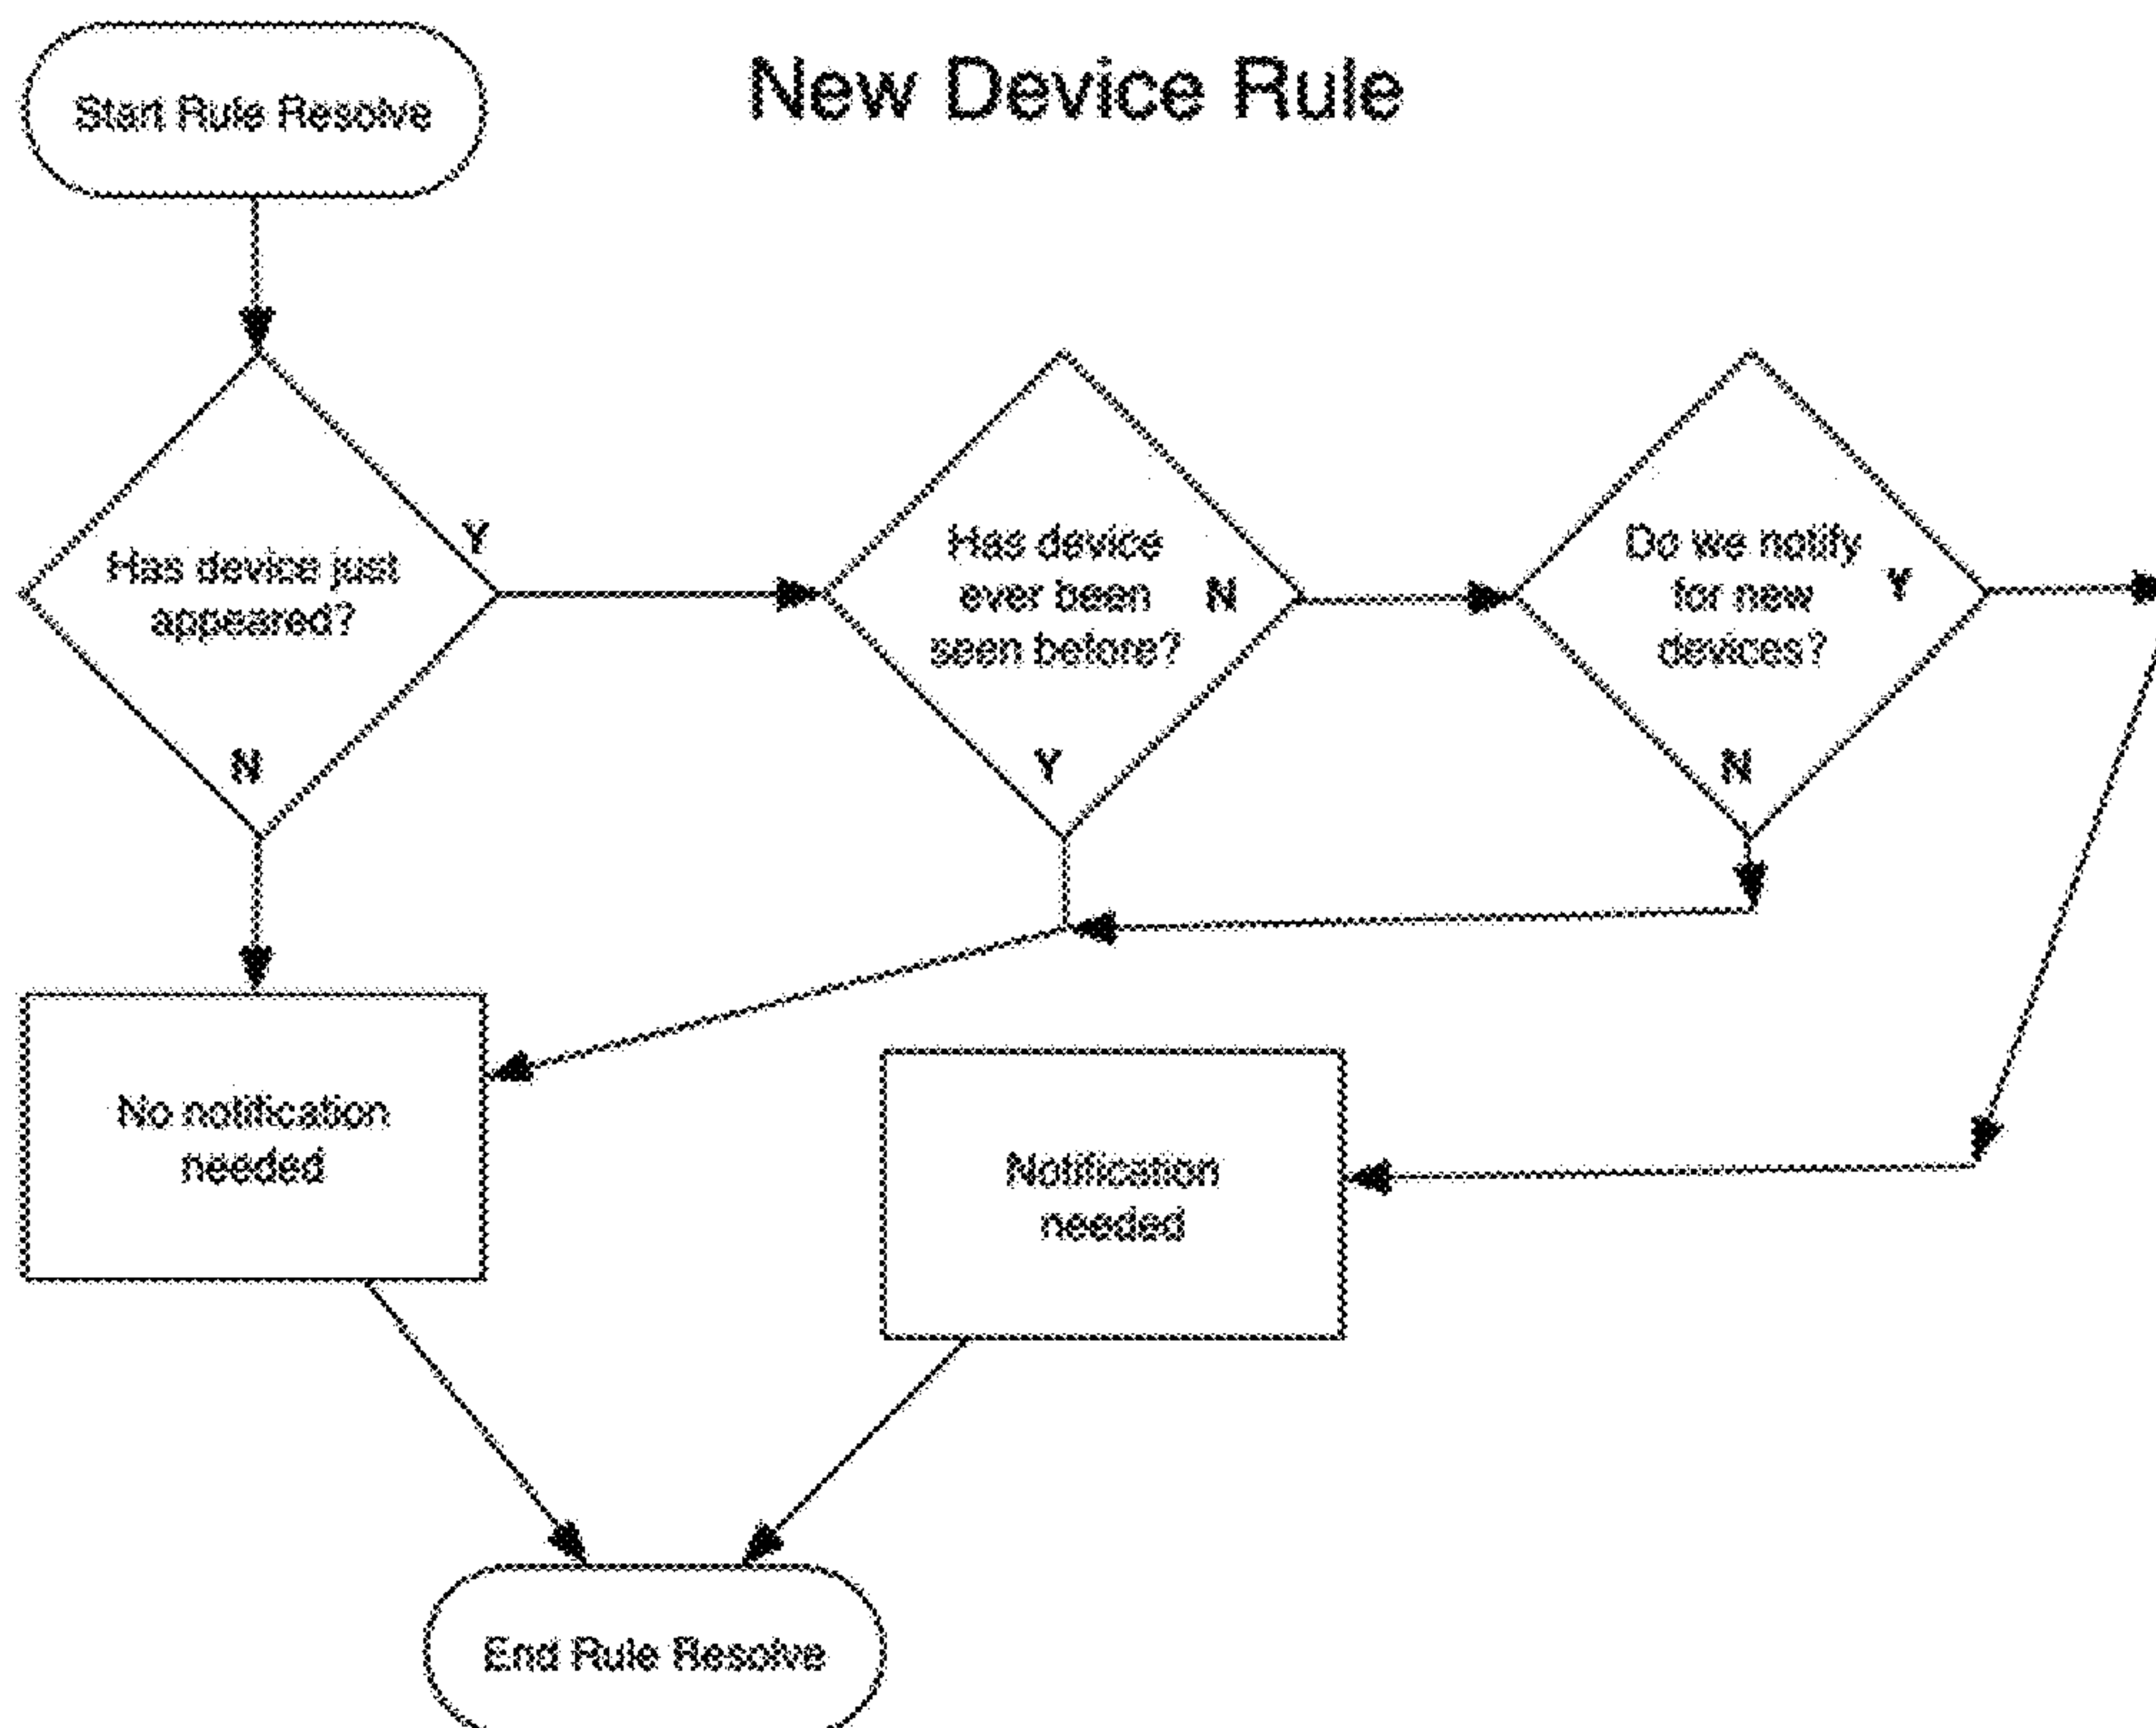 New Device Rule
Start Rule Resolve
Has device just
appeared?
Y
N
Has device
ever been
seen before?
N
Y
Do we notify
for new
devices?
Y
N
No notification
needed
Notification
needed
End Rule Resolve